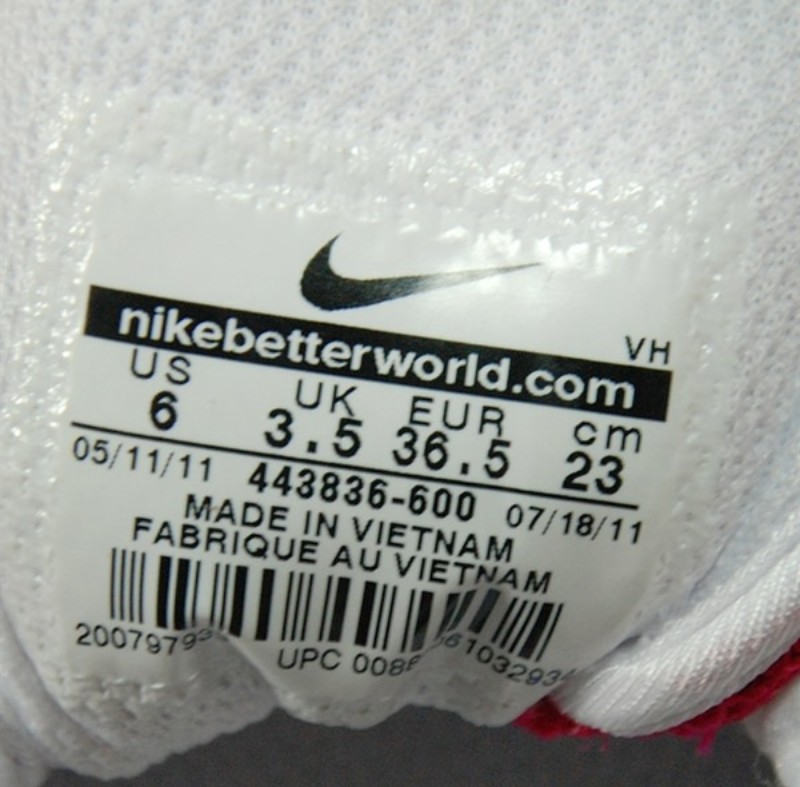 VH
nikebetterworld.com
US UK EUR cm
6 3.5 36.5 23
05/11/11 443836-600 07/18/11
MADE IN VIETNAM
FABRIQUE AU VIETNAM
UPC